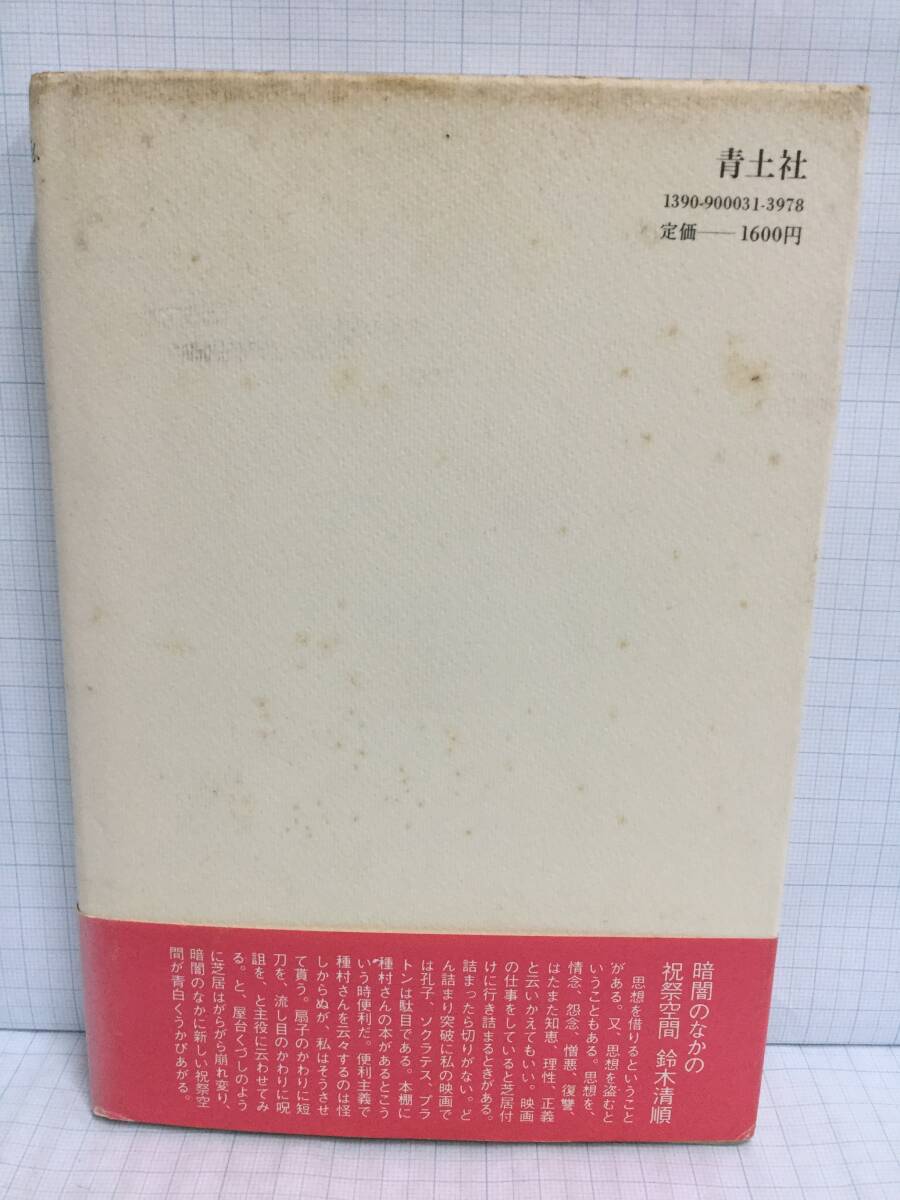 青土社
1390-900031-3978
定価――1600円
暗闇のなかの
祝祭空間 鈴木清順
思想を借りるということ
がある。又、思想を盗むと
いうこともある。思想を、
情念、怨念、憎悪、復讐
はたまた知恵、理性、正義
と云いかえてもいい。映画
の仕事をしていると芝居付
けに行き詰まるときがある。
詰まったら切りがない。ど
ん詰まり突破に私の映画で
は孔子、ソクラテス、プラ
トンは駄目である。本棚に
種村さんの本があるとこう
いう時便利だ。便利主義で
種村さんを云々するのは怪
しからぬが、私はそうさせ
て貰う。扇子のかわりに短
刀を、流し目のかわりに呪
詛を、と主役に云わせてみ
る。と、屋台くづしのよう
に芝居はがらがら崩れ変り、
暗闇のなかに新しい祝祭空
間が青白くうかびあがる。